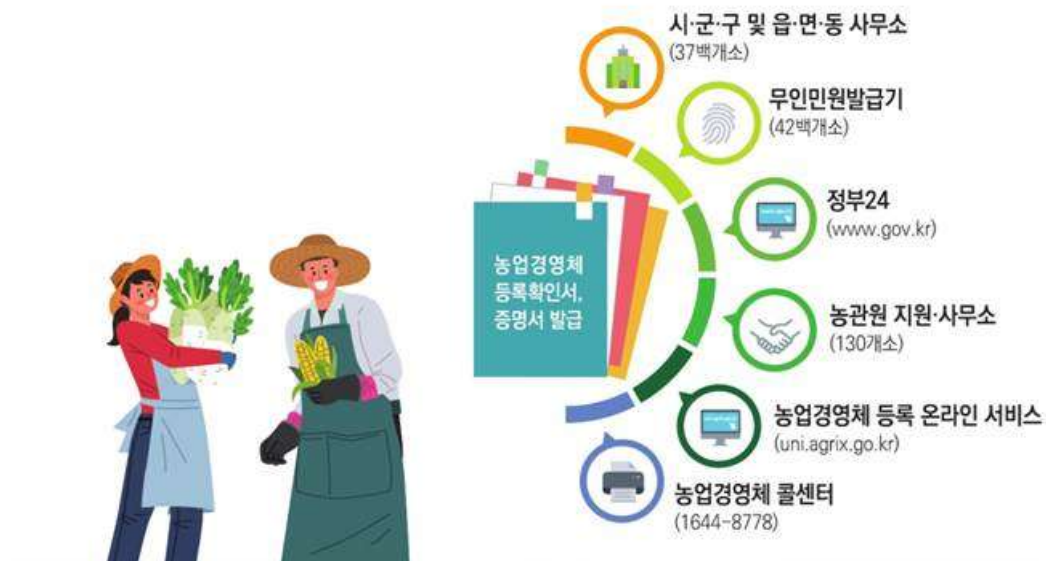 시·군·구 및 읍·면·동 사무소
(37백개소)
무인민원발급기
(42백개소)
정부24
(www.gov.kr)
농업경영체
등록확인서,
증명서 발급
농관원 지원·사무소
(130개소)
농업경영체 등록 온라인 서비스
(uni.agrix.go.kr)
농업경영체 콜센터
(1644-8778)